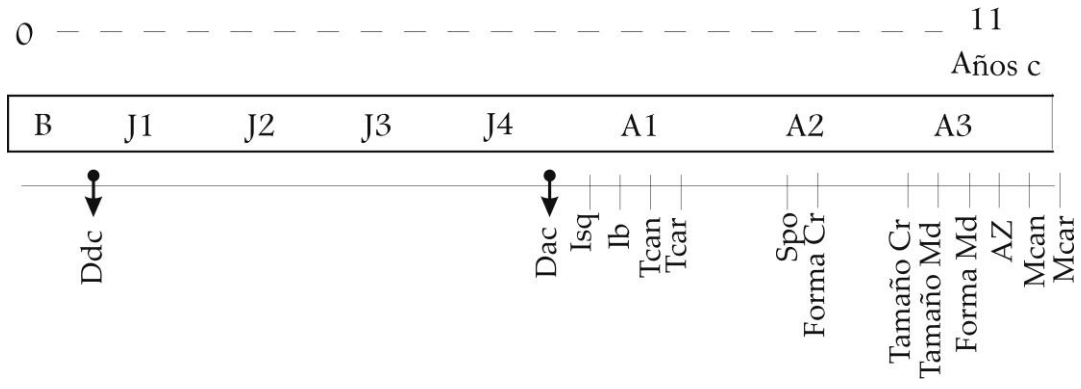 0
11
Años c
B J1 J2 J3 J4 A1 A2 A3
Ddc
Dac
Isq
Ib
Tcan
Tcar
Spo
Forma Cr
Tamaño Cr
Tamaño Md
Forma Md
AZ
Mcan
Mcar